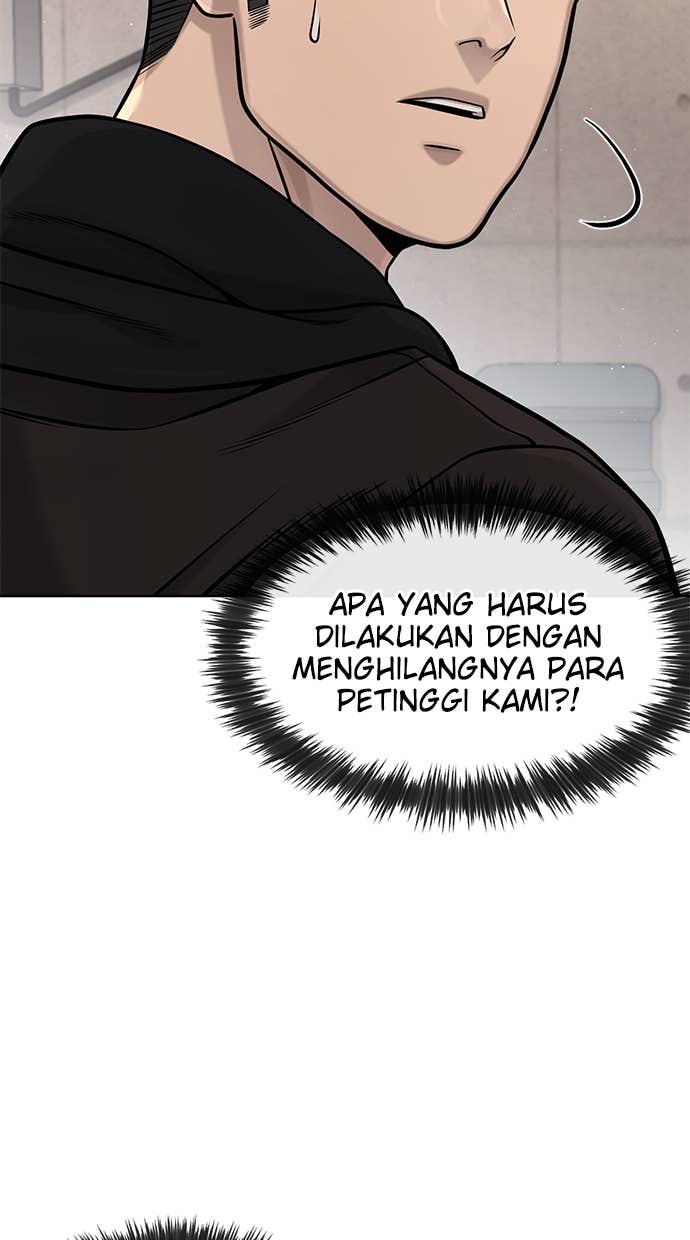 APA YANG HARUS
DILAKUKAN DENGAN
MENGHILANGNYA PARA
PETINGGI KAMI?!